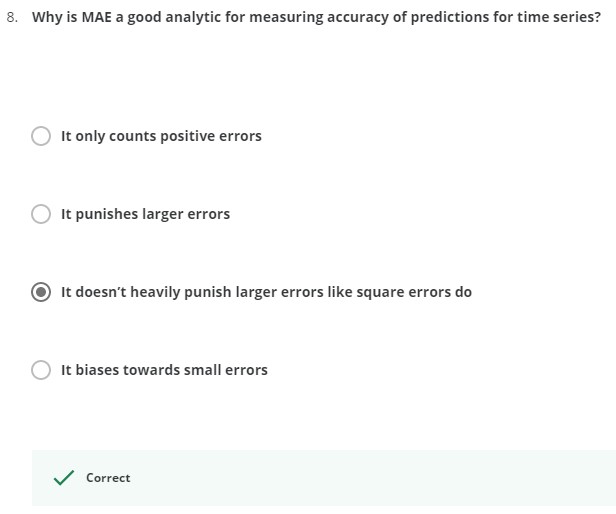 8. Why is MAE a good analytic for measuring accuracy of predictions for time series?
It only counts positive errors
It punishes larger errors
It doesn't heavily punish larger errors like square errors do
It biases towards small errors
Correct